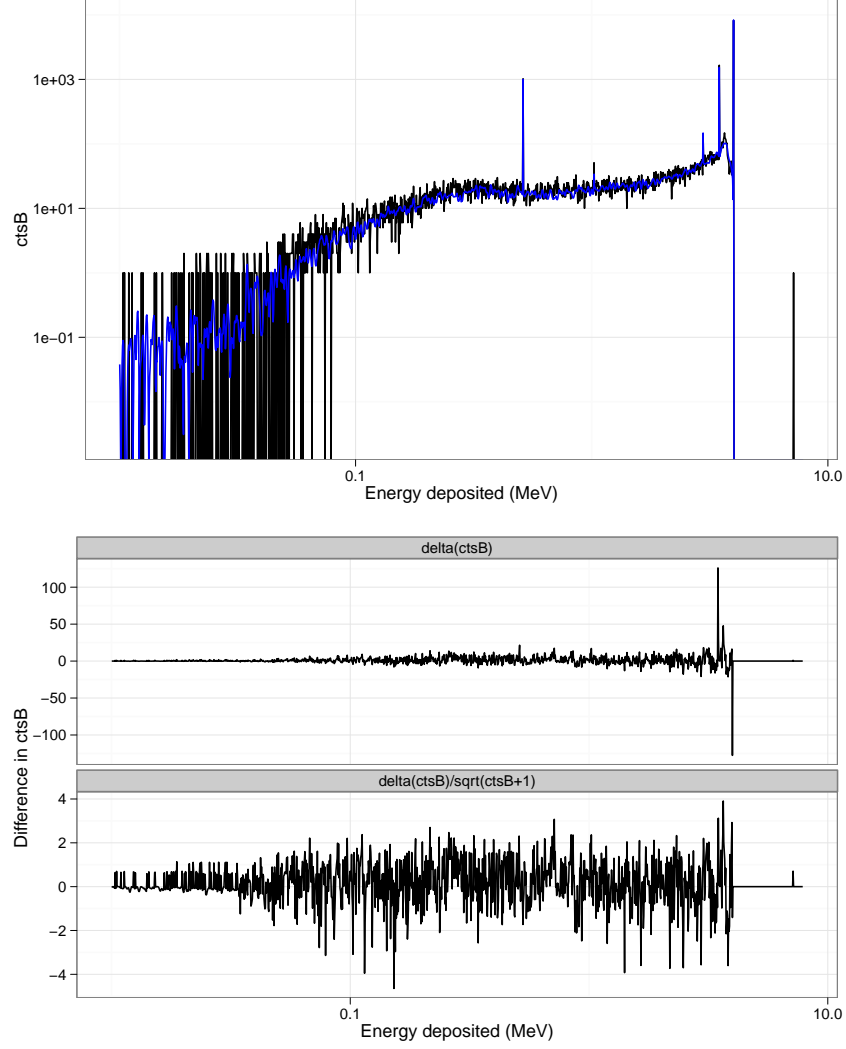 1e+03
1e+01
1e−01
ctsB
0.1
10.0
Energy deposited (MeV)
delta(ctsB)
100
50
0
−50
−100
delta(ctsB)/sqrt(ctsB+1)
4
2
0
−2
−4
Difference in ctsB
0.1
10.0
Energy deposited (MeV)